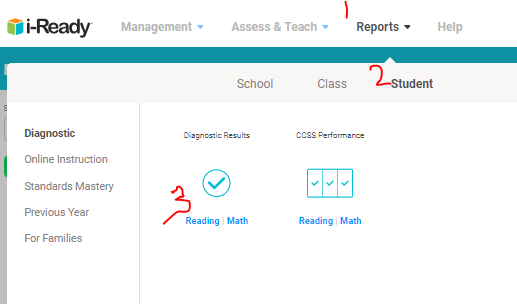 1
i-Ready Management Assess & Teach Reports Help
School Class 2 Student
Diagnostic
Diagnostic Results CCSS Performance
Online Instruction
Standards Mastery
3
Previous Year
Reading | Math Reading | Math
For Families